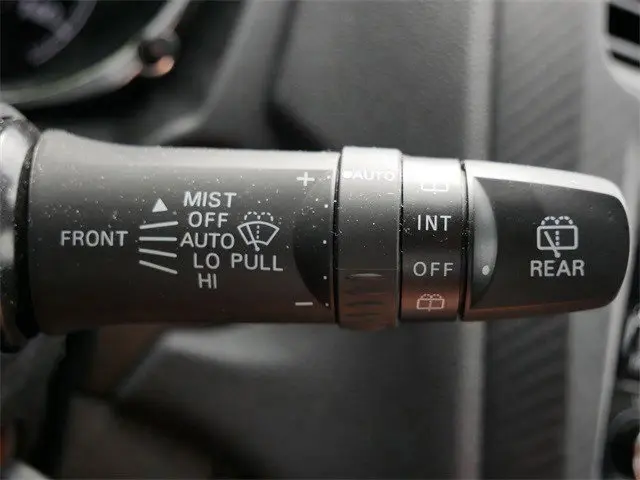 MIST
OFF
FRONT AUTO
LO PULL
HI
+
−
AUTO
INT
OFF
REAR